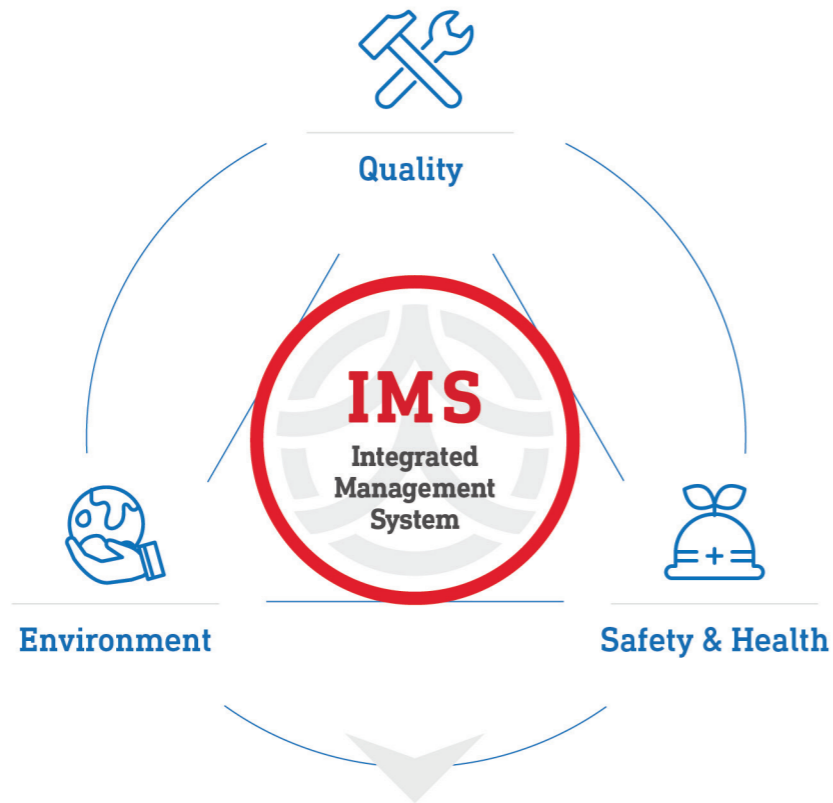 Quality
IMS
Integrated
Management
System
Environment
Safety & Health